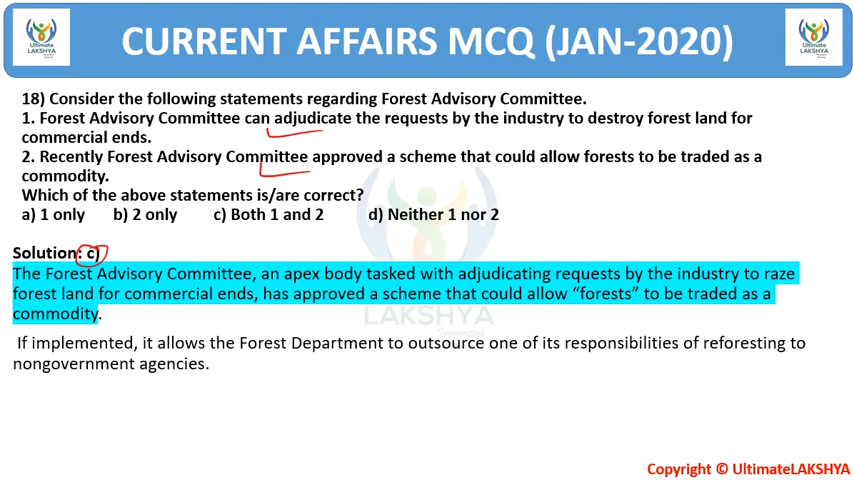 Ultimate
LAKSHYA
CURRENT AFFAIRS MCQ (JAN-2020)
Ultimate
LAKSHYA
18) Consider the following statements regarding Forest Advisory Committee.
1. Forest Advisory Committee can adjudicate the requests by the industry to destroy forest land for
commercial ends.
2. Recently Forest Advisory Committee approved a scheme that could allow forests to be traded as a
commodity.
Which of the above statements is/are correct?
a) 1 only b) 2 only c) Both 1 and 2 d) Neither 1 nor 2
Solution: c)
The Forest Advisory Committee, an apex body tasked with adjudicating requests by the industry to raze
forest land for commercial ends, has approved a scheme that could allow “forests” to be traded as a
commodity.
LAKSHYA
If implemented, it allows the Forest Department to outsource one of its responsibilities of reforesting to
nongovernment agencies.
Copyright © UltimateLAKSHYA